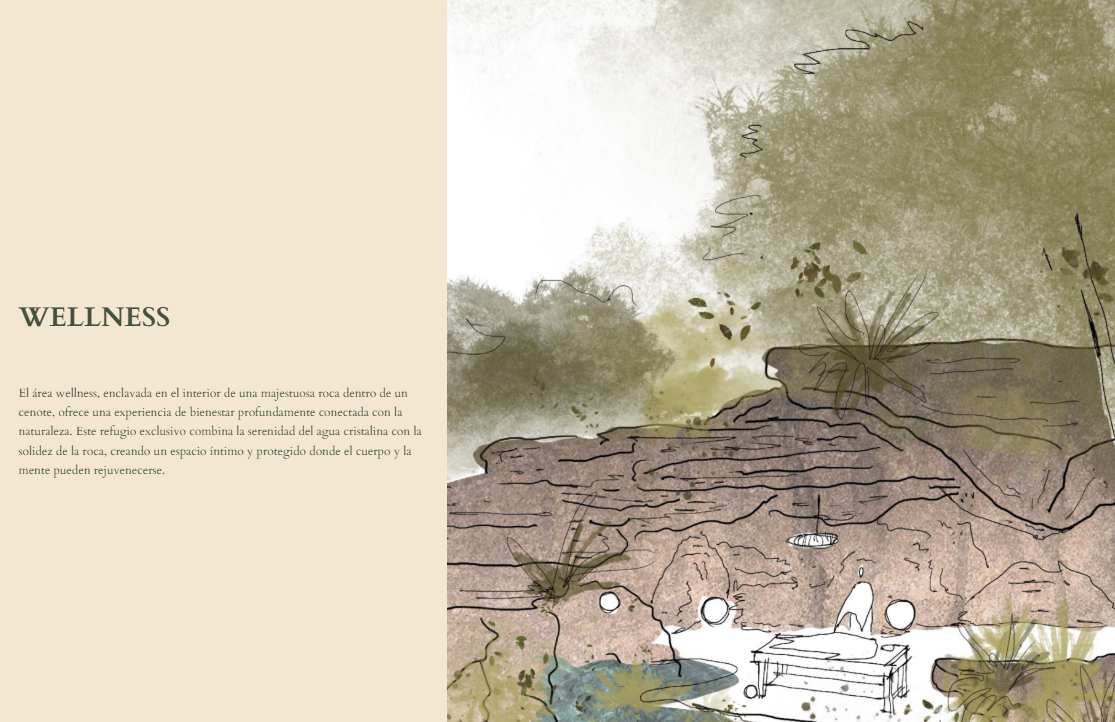 WELLNESS
El área wellness, enclavada en el interior de una majestuosa roca dentro de un
cenote, ofrece una experiencia de bienestar profundamente conectada con la
naturaleza. Este refugio exclusivo combina la serenidad del agua cristalina con la
solidez de la roca, creando un espacio íntimo y protegido donde el cuerpo y la
mente pueden rejuvenecerse.